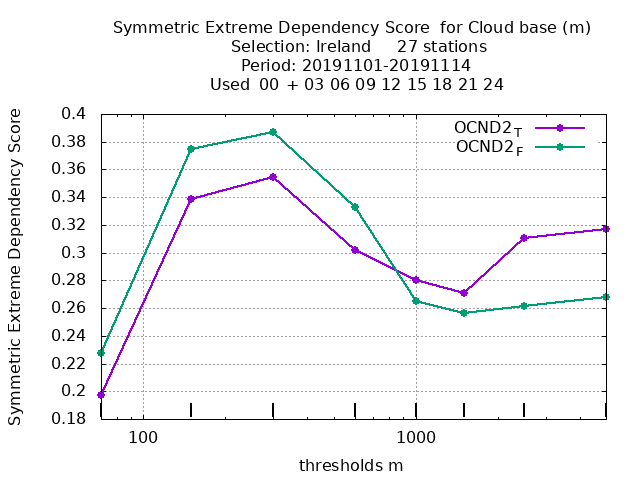 Symmetric Extreme Dependency Score for Cloud base (m)
Selection: Ireland 27 stations
Period: 20191101-20191114
Used 00 + 03 06 09 12 15 18 21 24
Symmetric Extreme Dependency Score
0.4
0.38
0.36
0.34
0.32
0.3
0.28
0.26
0.24
0.22
0.2
0.18
OCND2T
OCND2F
100 1000
thresholds m